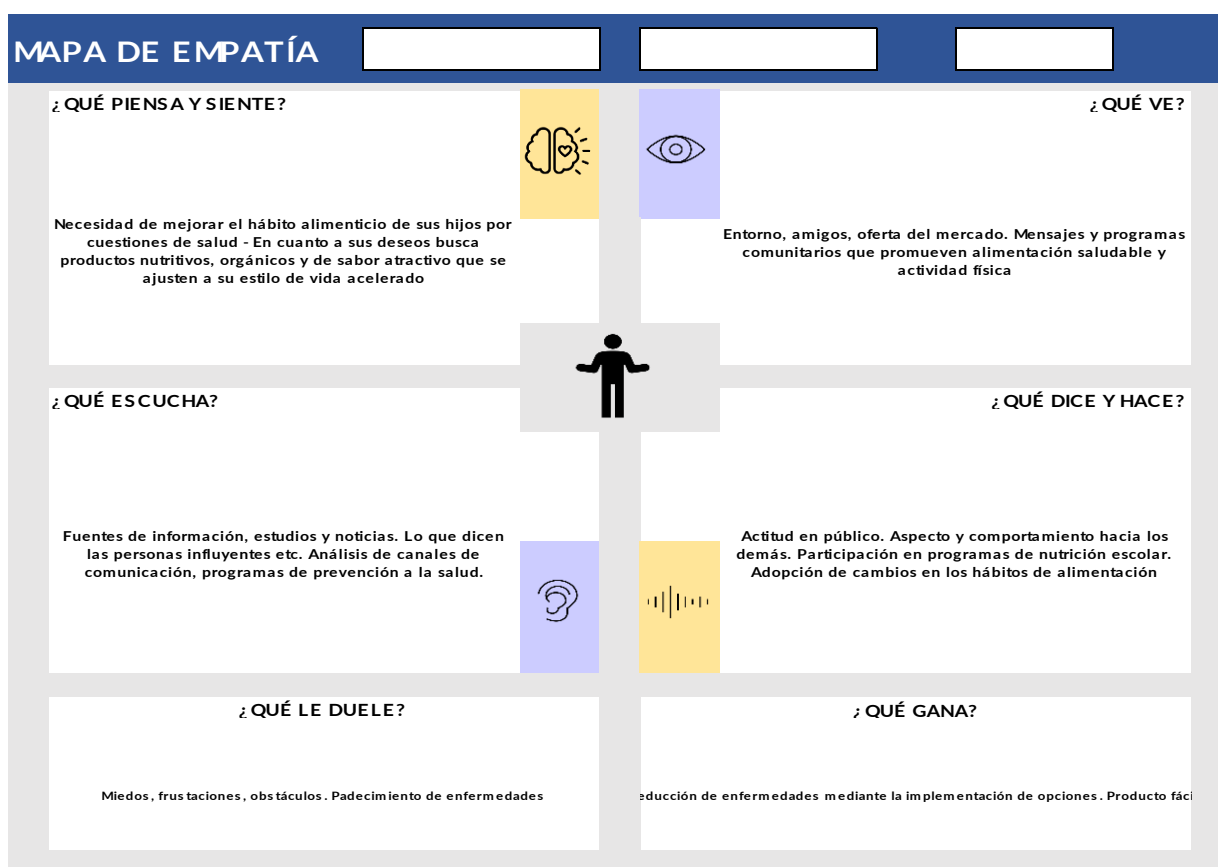 MAPA DE EMPATÍA
¿QUÉ PIENSA Y SIENTE?
Necesidad de mejorar el hábito alimenticio de sus hijos por
cuestiones de salud - En cuanto a sus deseos busca
productos nutritivos, orgánicos y de sabor atractivo que se
ajusten a su estilo de vida acelerado
¿QUÉ VE?
Entorno, amigos, oferta del mercado. Mensajes y programas
comunitarios que promueven alimentación saludable y
actividad física
¿QUÉ ESCUCHA?
Fuentes de información, estudios y noticias. Lo que dicen
las personas influyentes etc. Análisis de canales de
comunicación, programas de prevención a la salud.
¿QUÉ DICE Y HACE?
Actitud en público. Aspecto y comportamiento hacia los
demás. Participación en programas de nutrición escolar.
Adopción de cambios en los hábitos de alimentación
¿QUÉ LE DUELE?
Miedos, frustaciones, obstáculos. Padecimiento de enfermedades
¿QUÉ GANA?
de enfermedades mediante la implementación de opciones. Producto